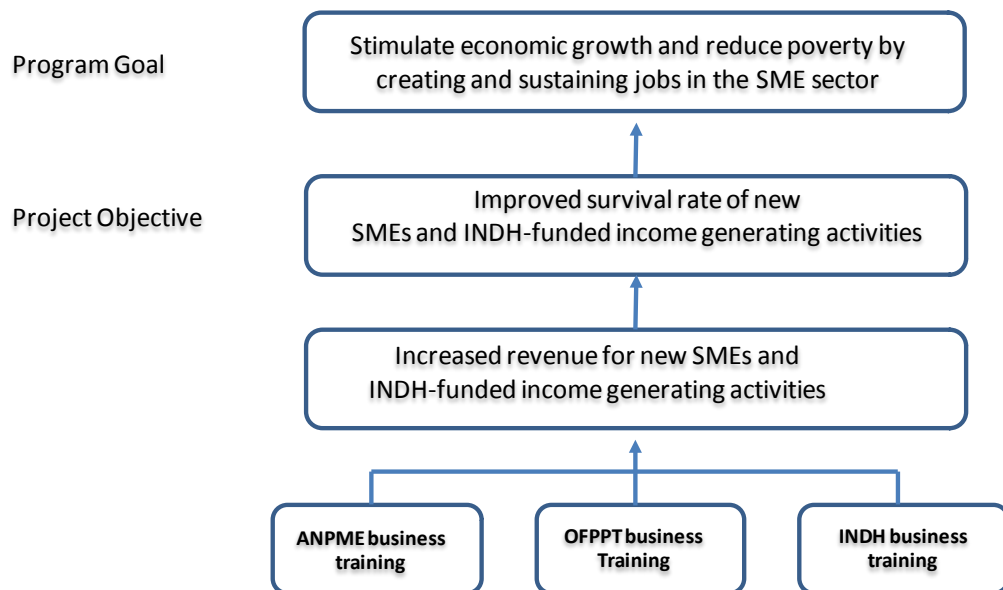 Program Goal
Stimulate economic growth and reduce poverty by
creating and sustaining jobs in the SME sector
Project Objective
Improved survival rate of new
SMEs and INDH-funded income generating activities
Increased revenue for new SMEs and
INDH-funded income generating activities
ANPME business
training
OFPPT business
Training
INDH business
training